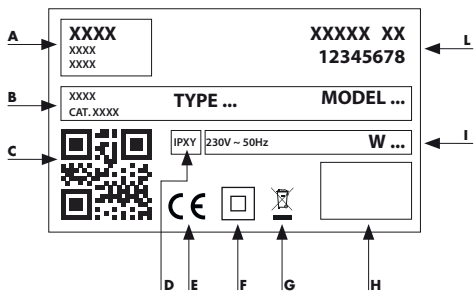 A
XXXX
XXXX
XXXX
XXXXX XX
12345678
L
B
XXXX
CAT. XXXX
TYPE ...
MODEL ...
C
IPXY
230V ~ 50Hz
W ...
I
CE
D
E
F
G
H